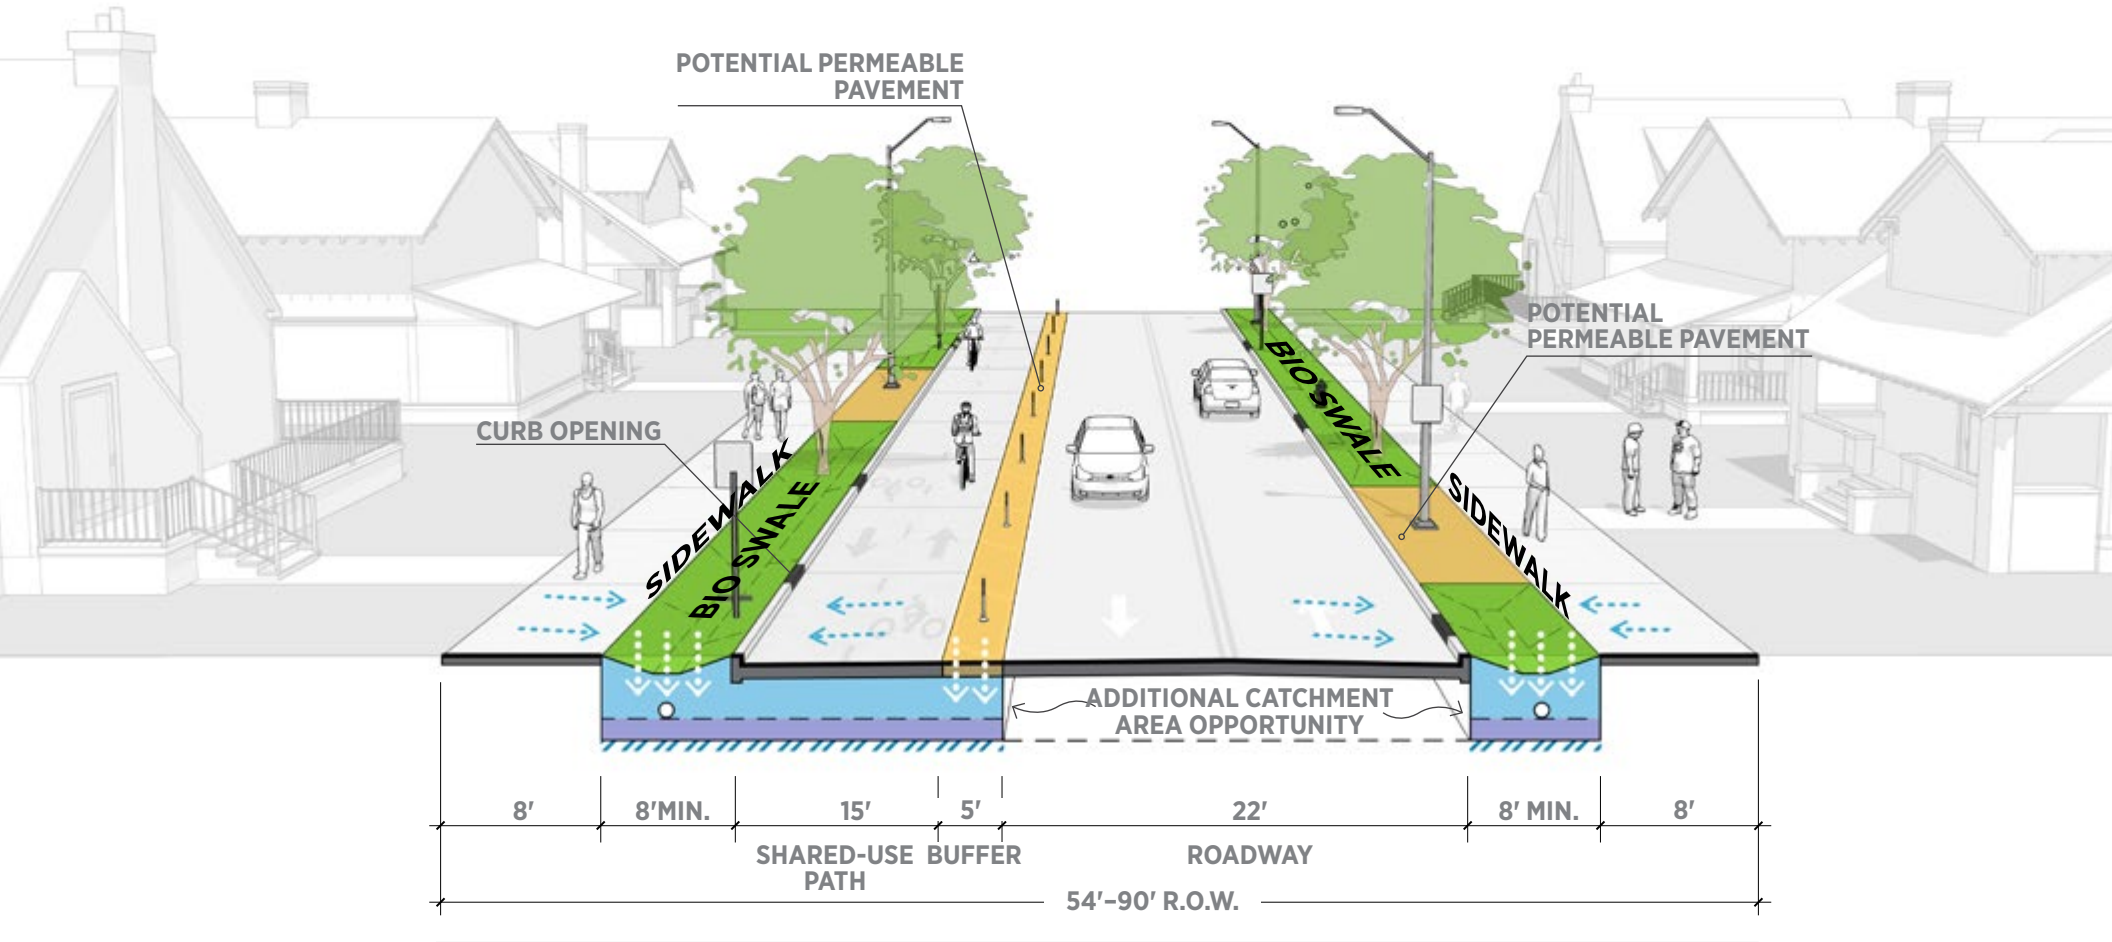 POTENTIAL PERMEABLE
PAVEMENT
POTENTIAL
PERMEABLE PAVEMENT
CURB OPENING
SIDEWALK
BIO SWALE
BIO SWALE
SIDEWALK
ADDITIONAL CATCHMENT
AREA OPPORTUNITY
8' 8'MIN. 15' 5' 22' 8' MIN. 8'
SHARED-USE BUFFER ROADWAY
PATH
54'–90' R.O.W.